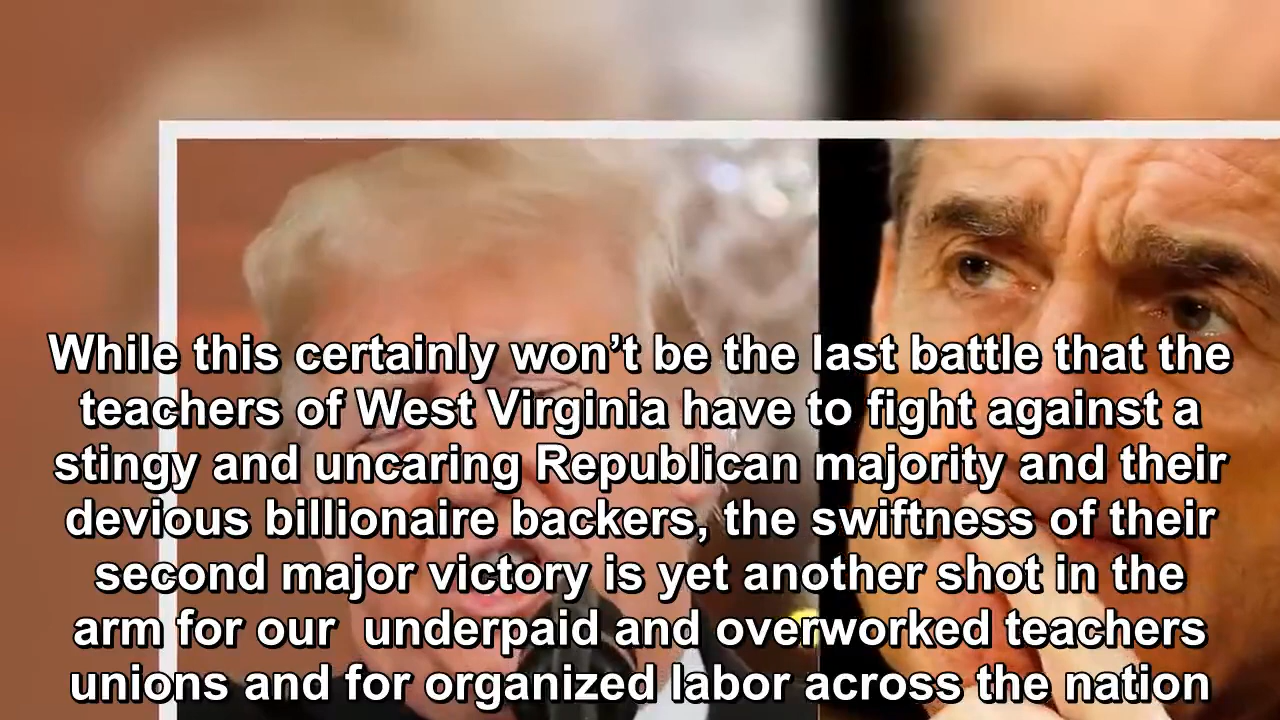 While this certainly won’t be the last battle that the
teachers of West Virginia have to fight against a
stingy and uncaring Republican majority and their
devious billionaire backers, the swiftness of their
second major victory is yet another shot in the
arm for our  underpaid and overworked teachers
unions and for organized labor across the nation